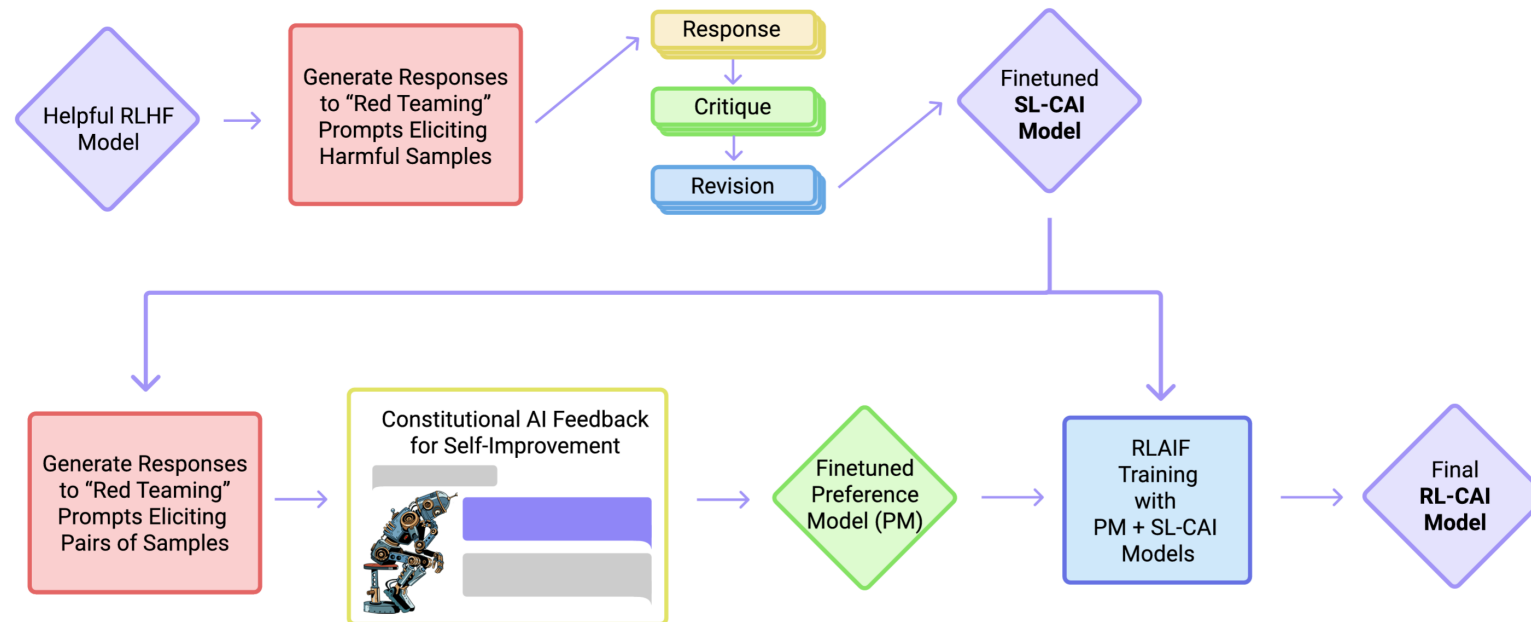 Helpful RLHF
Model
Generate Responses
to “Red Teaming”
Prompts Eliciting
Harmful Samples
Response
Critique
Revision
Finetuned
SL-CAI
Model
Generate Responses
to “Red Teaming”
Prompts Eliciting
Pairs of Samples
Constitutional AI Feedback
for Self-Improvement
Finetuned
Preference
Model (PM)
RLAIF
Training
with
PM + SL-CAI
Models
Final
RL-CAI
Model